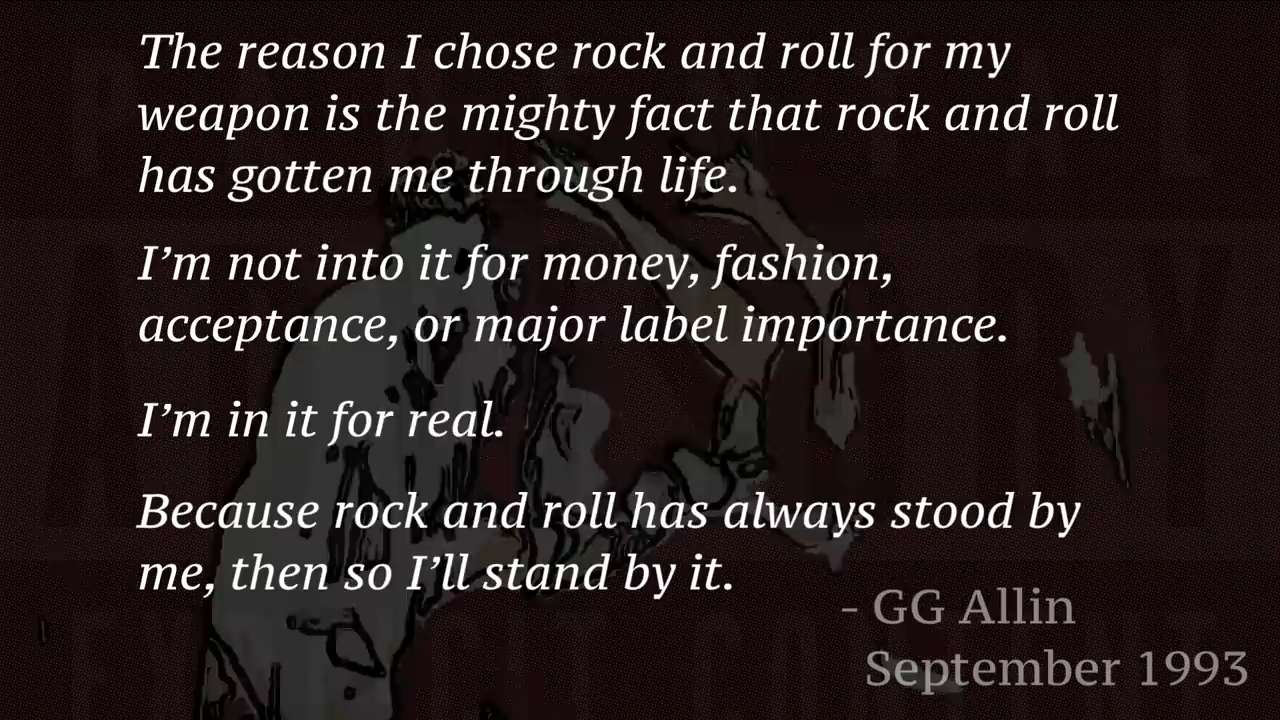 The reason I chose rock and roll for my
weapon is the mighty fact that rock and roll
has gotten me through life.
I'm not into it for money, fashion,
acceptance, or major label importance.
I'm in it for real.
Because rock and roll has always stood by
me, then so I'll stand by it.
- GG Allin
September 1993